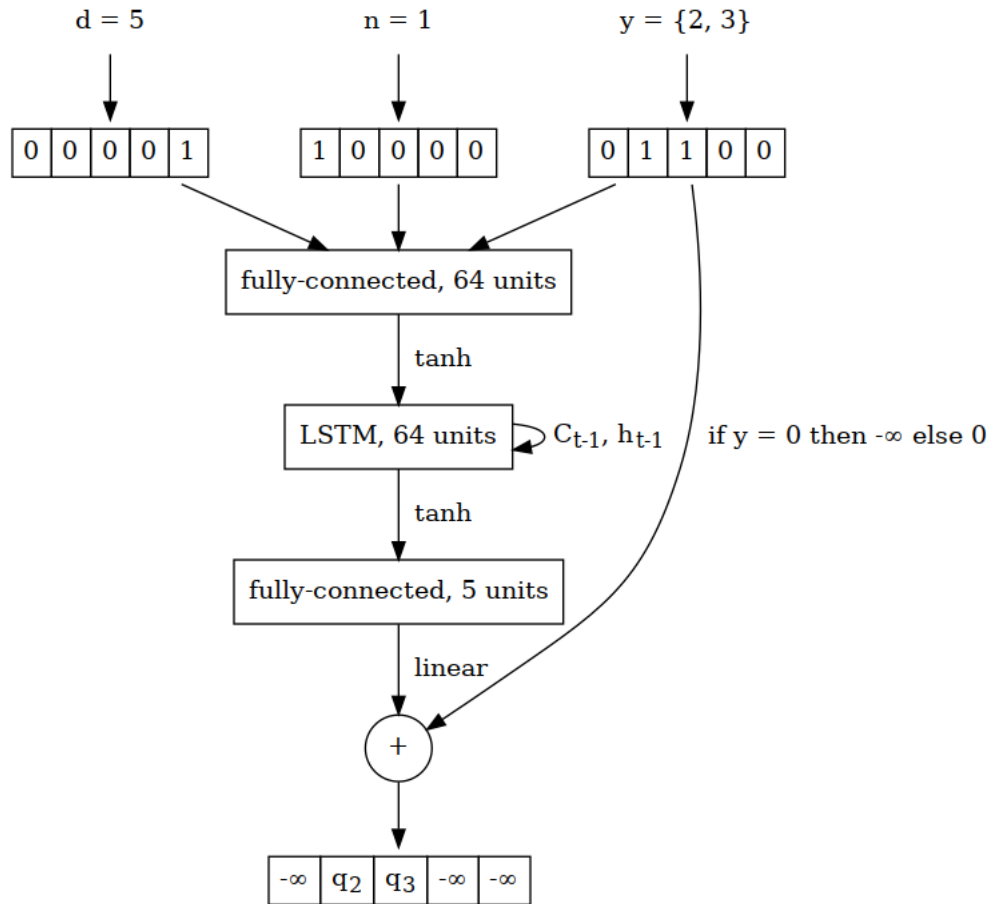 d = 5
n = 1
y = {2, 3}
0 0 0 0 1
1 0 0 0 0
0 1 1 0 0
fully-connected, 64 units
tanh
LSTM, 64 units
Ct-1, ht-1
if y = 0 then -∞ else 0
tanh
fully-connected, 5 units
linear
+
-∞ q2 q3 -∞ -∞